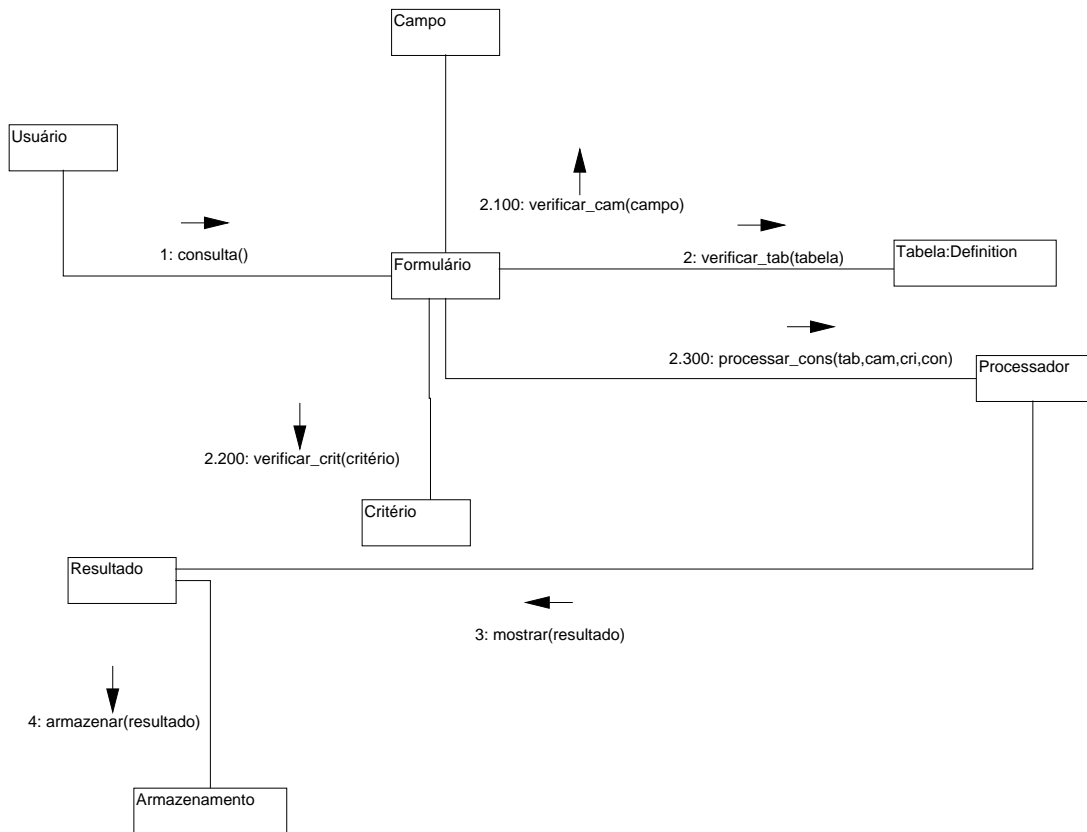 Campo
Usuário
2.100: verificar_cam(campo)
1: consulta()
Formulário
2: verificar_tab(tabela)
Tabela:Definition
2.300: processar_cons(tab,cam,cri,con)
Processador
2.200: verificar_crit(critério)
Critério
Resultado
3: mostrar(resultado)
4: armazenar(resultado)
Armazenamento